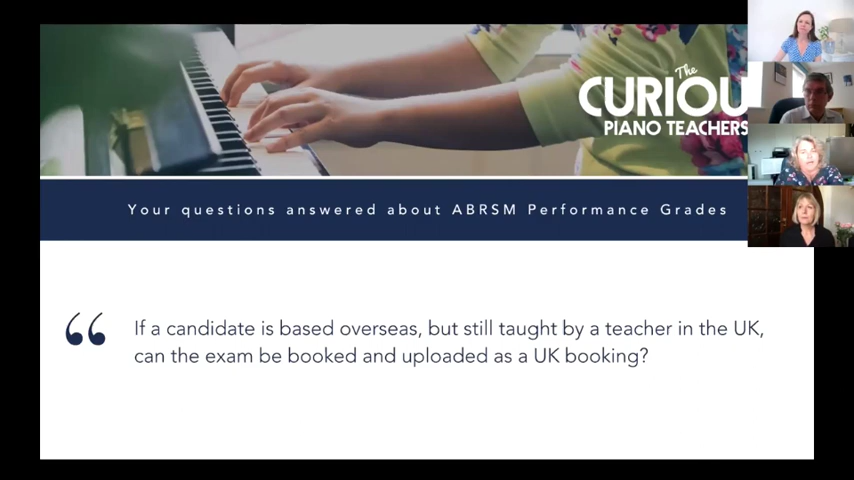 The
CURIOU
PIANO TEACHERS
Your questions answered about ABRSM Performance Grades
“ If a candidate is based overseas, but still taught by a teacher in the UK,
can the exam be booked and uploaded as a UK booking?